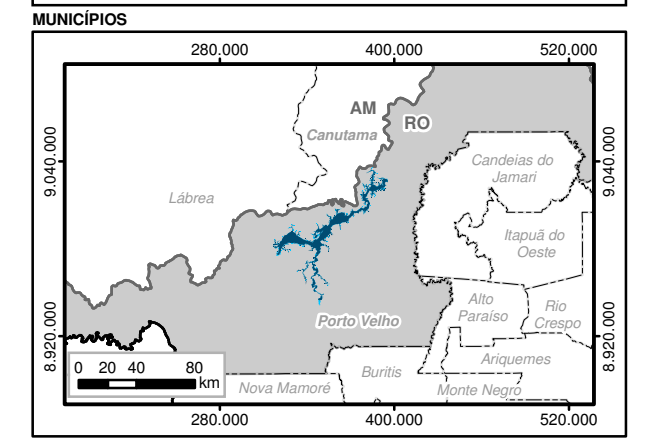 MUNICÍPIOS
280.000 400.000 520.000
AM
RO
Canutama
Candeias do
Jamari
9.040.000
9.040.000
Lábrea
Itapuã do
Oeste
Alto
Paraíso
Rio
Crespo
Porto Velho
8.920.000
8.920.000
0 20 40 80
km
Ariquemes
Buritis
Nova Mamoré
Monte Negro
280.000 400.000 520.000